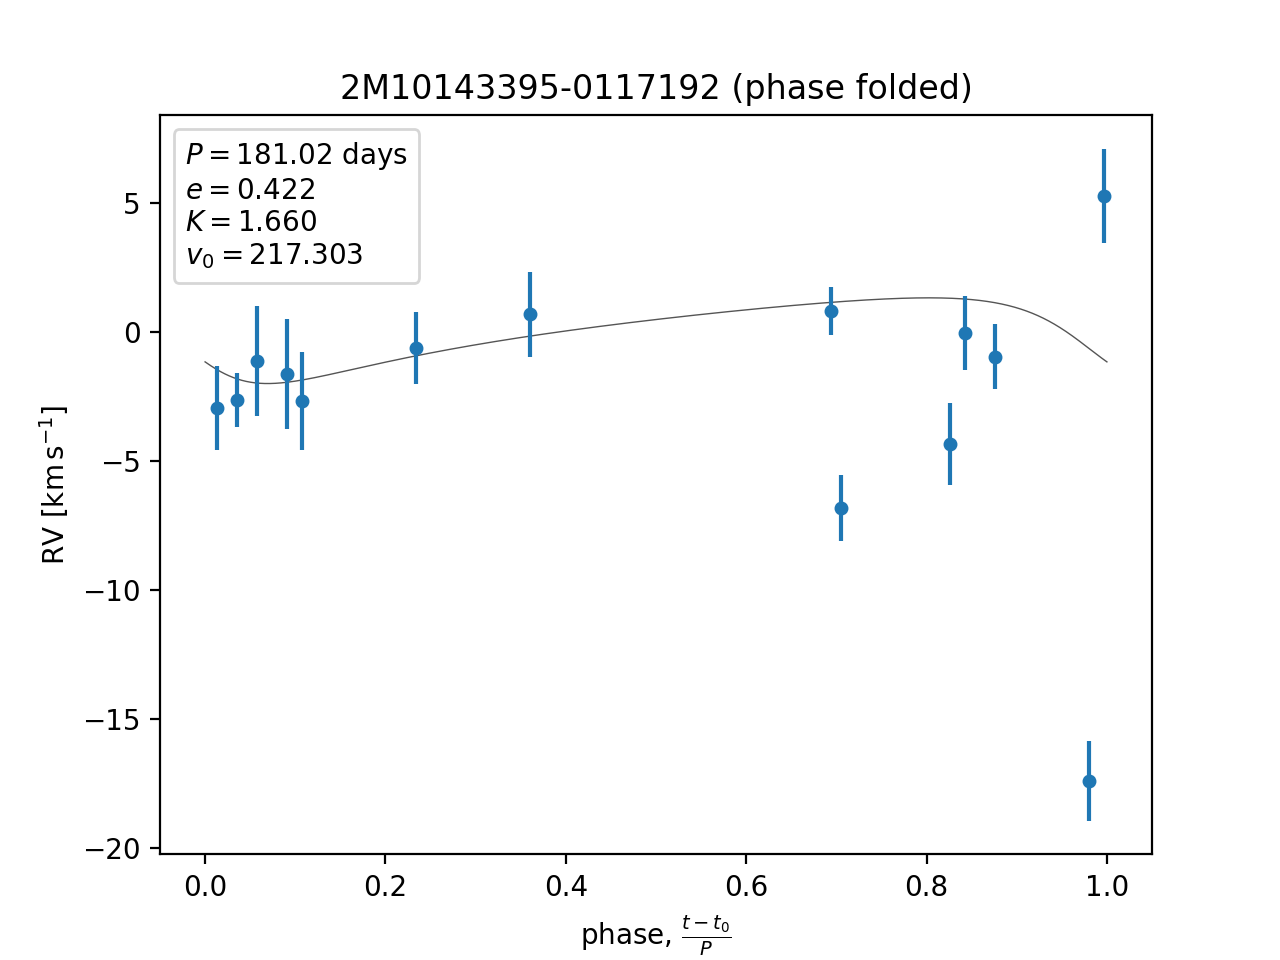 2M10143395-0117192 (phase folded)
P = 181.02 days
e = 0.422
K = 1.660
v₀ = 217.303
5
0
−5
−10
−15
−20
RV [km s⁻¹]
0.0 0.2 0.4 0.6 0.8 1.0
phase, (t − t₀)/P